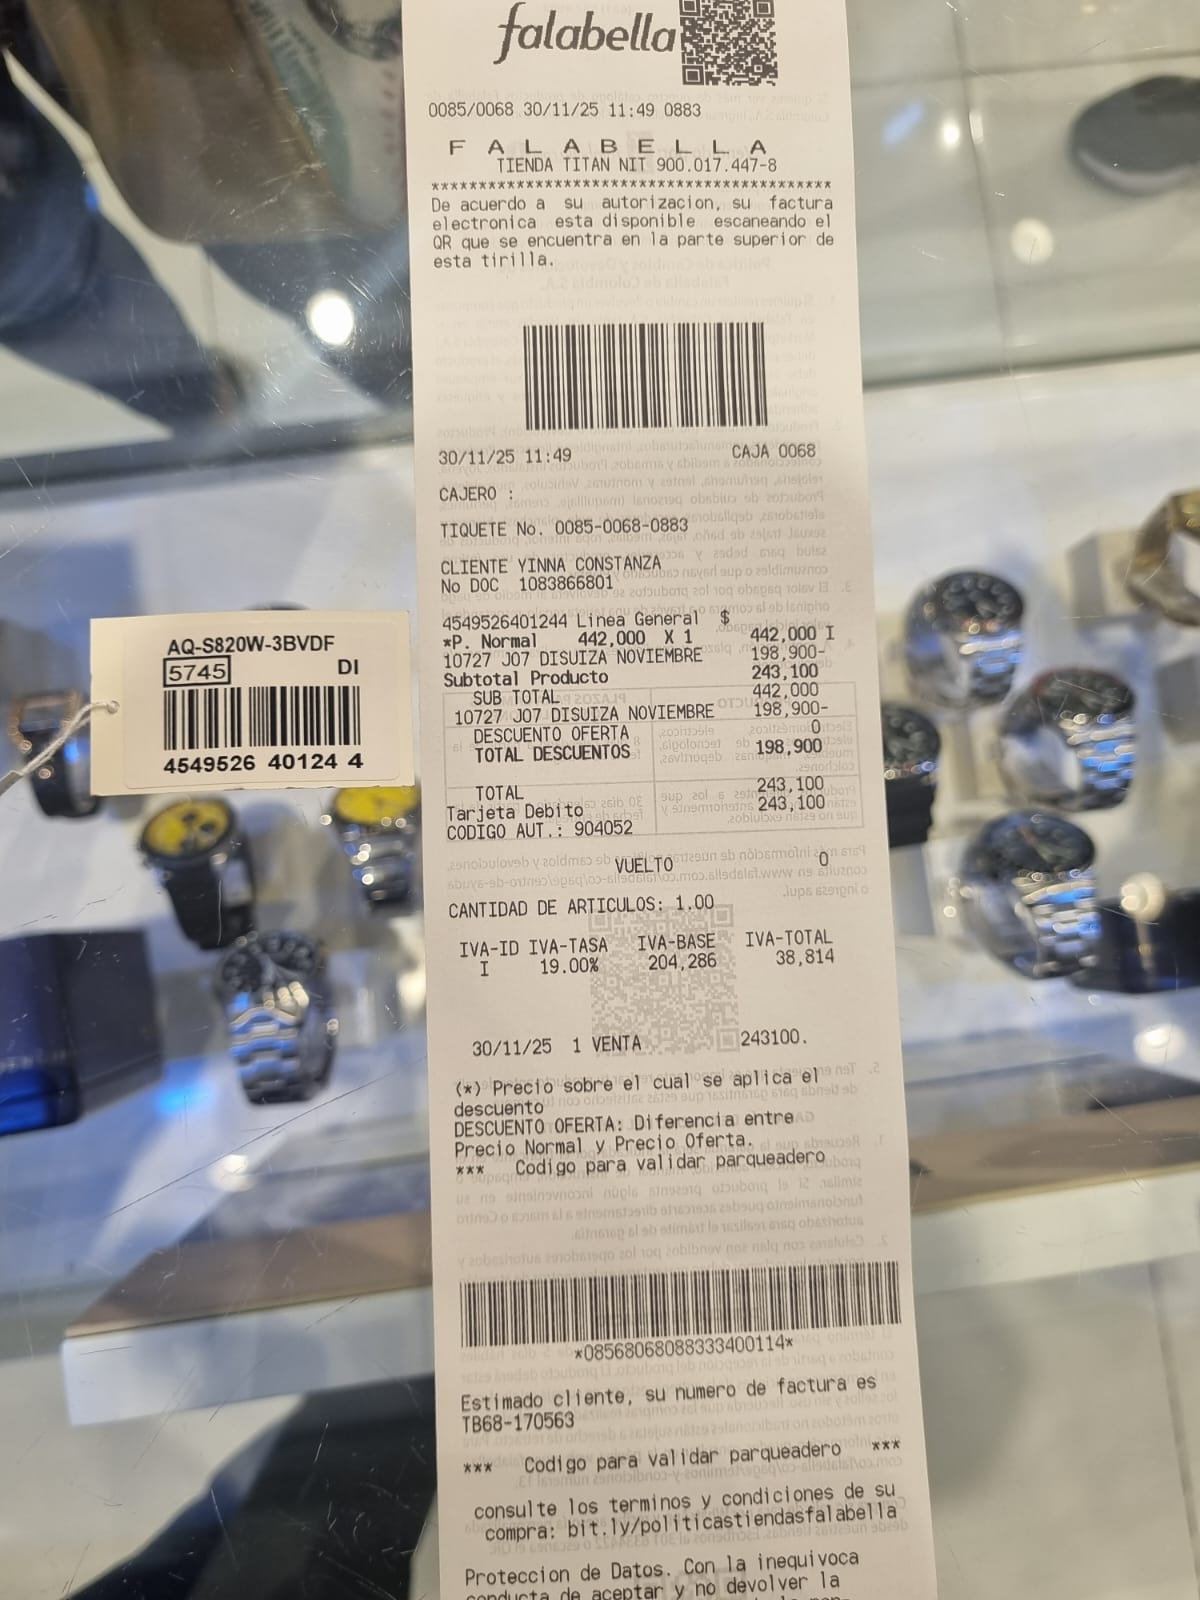 falabella
0085/0068 30/11/25 11:49 0883
F A L A B E L L A
TIENDA TITAN NIT 900.017.447-8
******************************************
De acuerdo a su autorizacion, su factura
electronica esta disponible escaneando el
QR que se encuentra en la parte superior de
esta tirilla.
30/11/25 11:49 CAJA 0068
CAJERO :
TIQUETE No. 0085-0068-0883
CLIENTE YINNA CONSTANZA
No DOC 1083866801
4549526401244 Linea General $
*P. Normal 442,000 X 1 442,000 I
10727 J07 DISUIZA NOVIEMBRE 198,900-
Subtotal Producto 243,100
SUB TOTAL 442,000
10727 J07 DISUIZA NOVIEMBRE 198,900-
DESCUENTO OFERTA 0
TOTAL DESCUENTOS 198,900
TOTAL 243,100
Tarjeta Debito 243,100
CODIGO AUT.: 904052
VUELTO 0
CANTIDAD DE ARTICULOS: 1.00
IVA-ID IVA-TASA IVA-BASE IVA-TOTAL
I 19.00% 204,286 38,814
30/11/25 1 VENTA 243100.
(*) Precio sobre el cual se aplica el
descuento
DESCUENTO OFERTA: Diferencia entre
Precio Normal y Precio Oferta.
*** Codigo para validar parqueadero
*08568068088333400114*
Estimado cliente, su numero de factura es
TB68-170563
*** Codigo para validar parqueadero ***
consulte los terminos y condiciones de su
compra: bit.ly/politicastiendasfalabella
Proteccion de Datos. Con la inequivoca
conducta de aceptar y no devolver la
AQ-S820W-3BVDF
5745 DI
4549526 40124 4